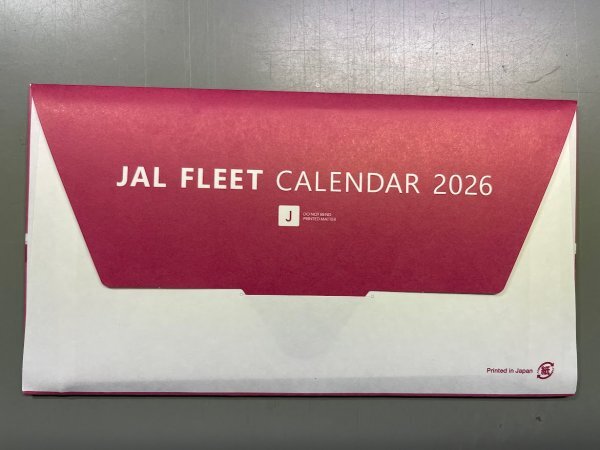 JAL FLEET CALENDAR 2026
J
DO NOT BEND
PRINTED MATTER
Printed in Japan
紙